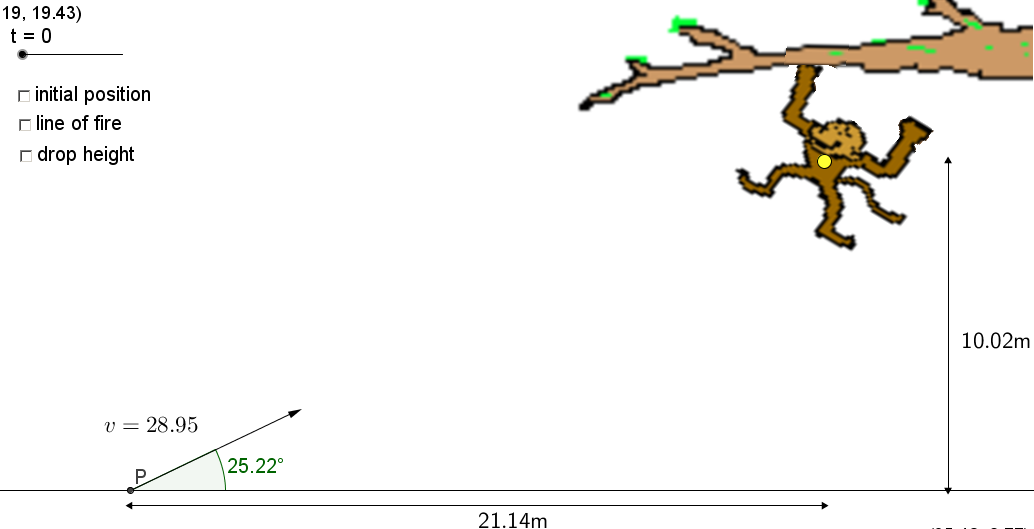 19, 19.43)
t = 0
initial position
line of fire
drop height
10.02m
v = 28.95
P
25.22°
21.14m